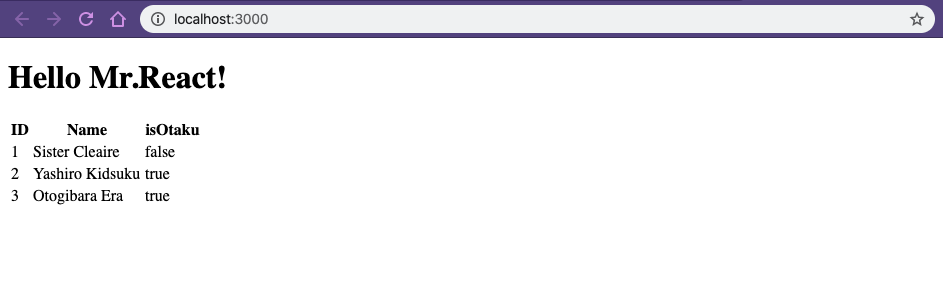 localhost:3000
Hello Mr.React!
ID Name isOtaku
1 Sister Cleaire false
2 Yashiro Kidsuku true
3 Otogibara Era true